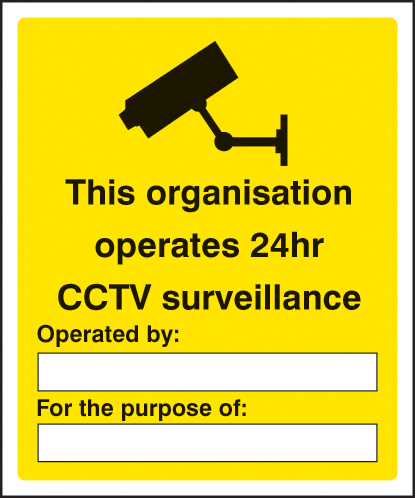 This organisation
operates 24hr
CCTV surveillance
Operated by:
For the purpose of: